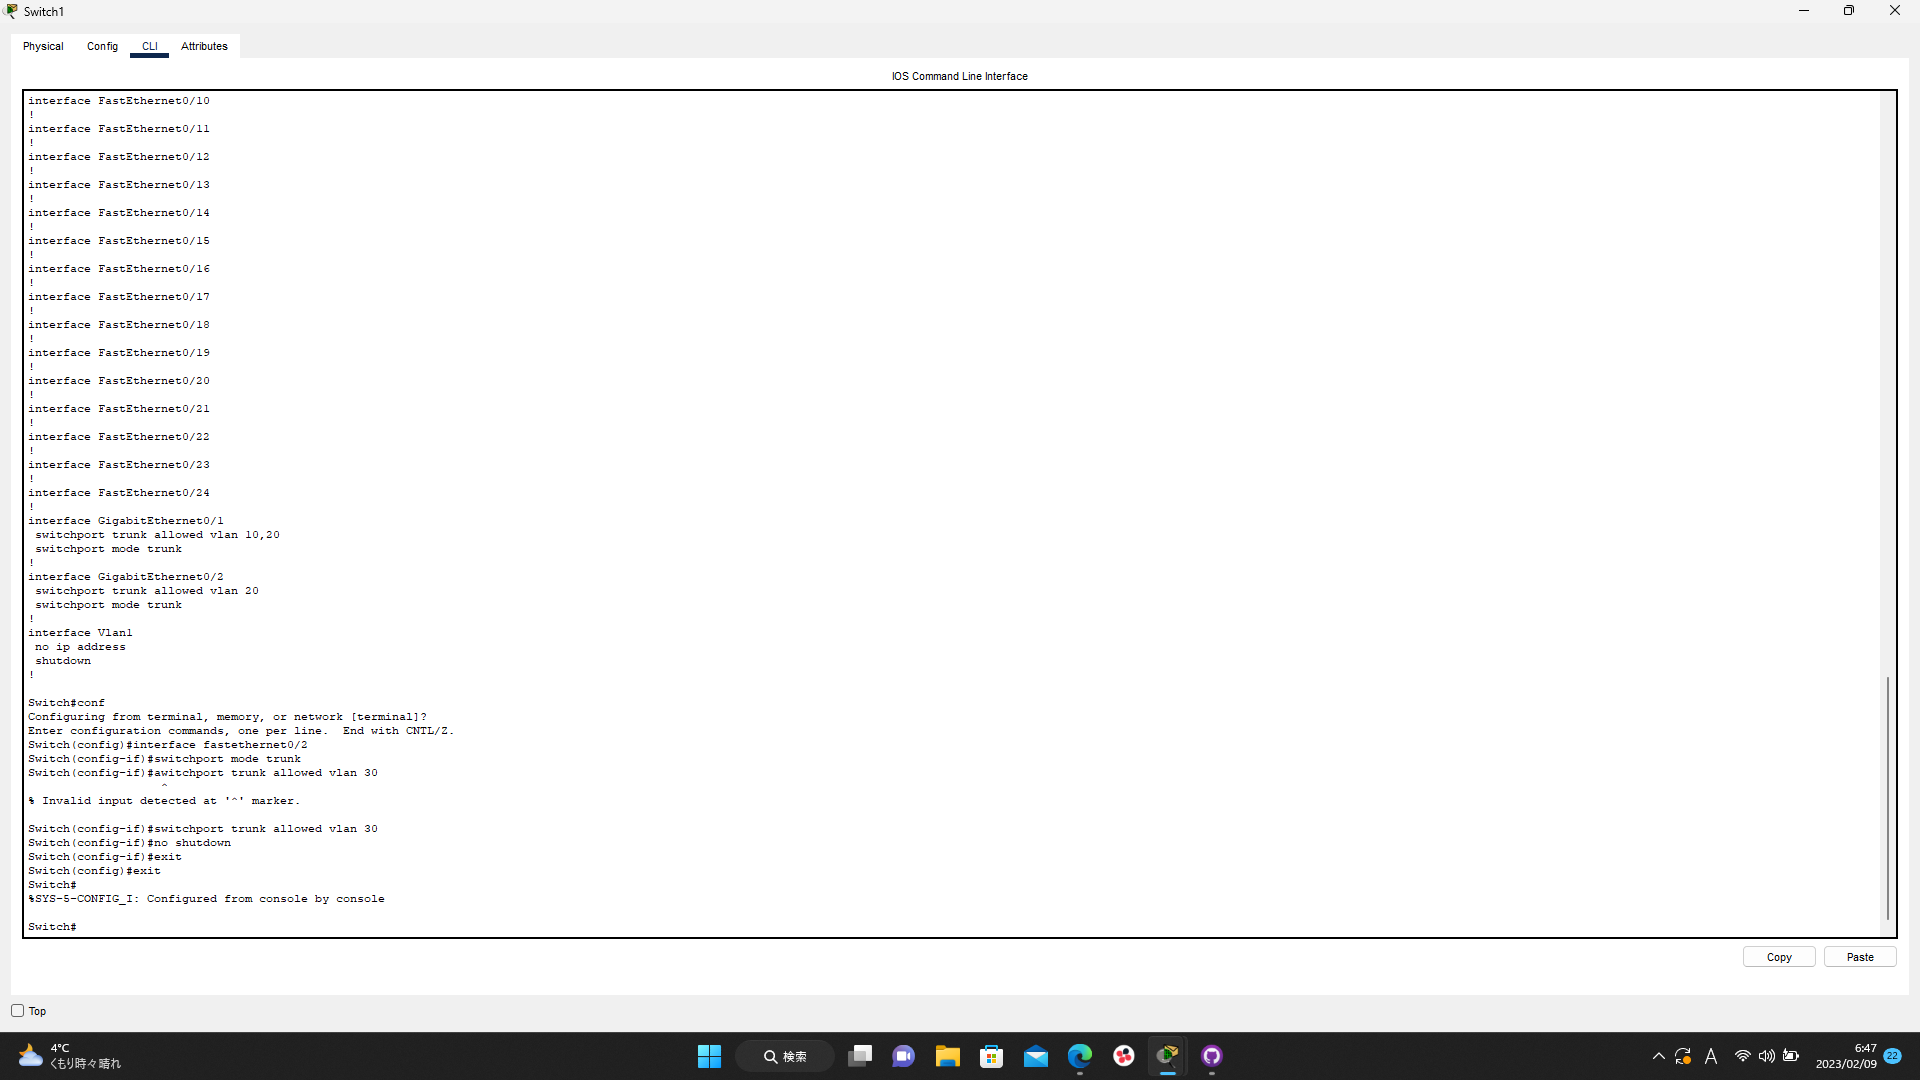 Switch1
Physical Config CLI Attributes
IOS Command Line Interface
interface FastEthernet0/10
!
interface FastEthernet0/11
!
interface FastEthernet0/12
!
interface FastEthernet0/13
!
interface FastEthernet0/14
!
interface FastEthernet0/15
!
interface FastEthernet0/16
!
interface FastEthernet0/17
!
interface FastEthernet0/18
!
interface FastEthernet0/19
!
interface FastEthernet0/20
!
interface FastEthernet0/21
!
interface FastEthernet0/22
!
interface FastEthernet0/23
!
interface FastEthernet0/24
!
interface GigabitEthernet0/1
 switchport trunk allowed vlan 10,20
 switchport mode trunk
!
interface GigabitEthernet0/2
 switchport trunk allowed vlan 20
 switchport mode trunk
!
interface Vlan1
 no ip address
 shutdown
!
Switch#conf
Configuring from terminal, memory, or network [terminal]?
Enter configuration commands, one per line.  End with CNTL/Z.
Switch(config)#interface fastethernet0/2
Switch(config-if)#switchport mode trunk
Switch(config-if)#awitchport trunk allowed vlan 30
^
% Invalid input detected at '^' marker.
Switch(config-if)#switchport trunk allowed vlan 30
Switch(config-if)#no shutdown
Switch(config-if)#exit
Switch(config)#exit
Switch#
%SYS-5-CONFIG_I: Configured from console by console
Switch#
Copy Paste
Top
4°C
くもり時々晴れ
検索
A
6:47
2023/02/09
22